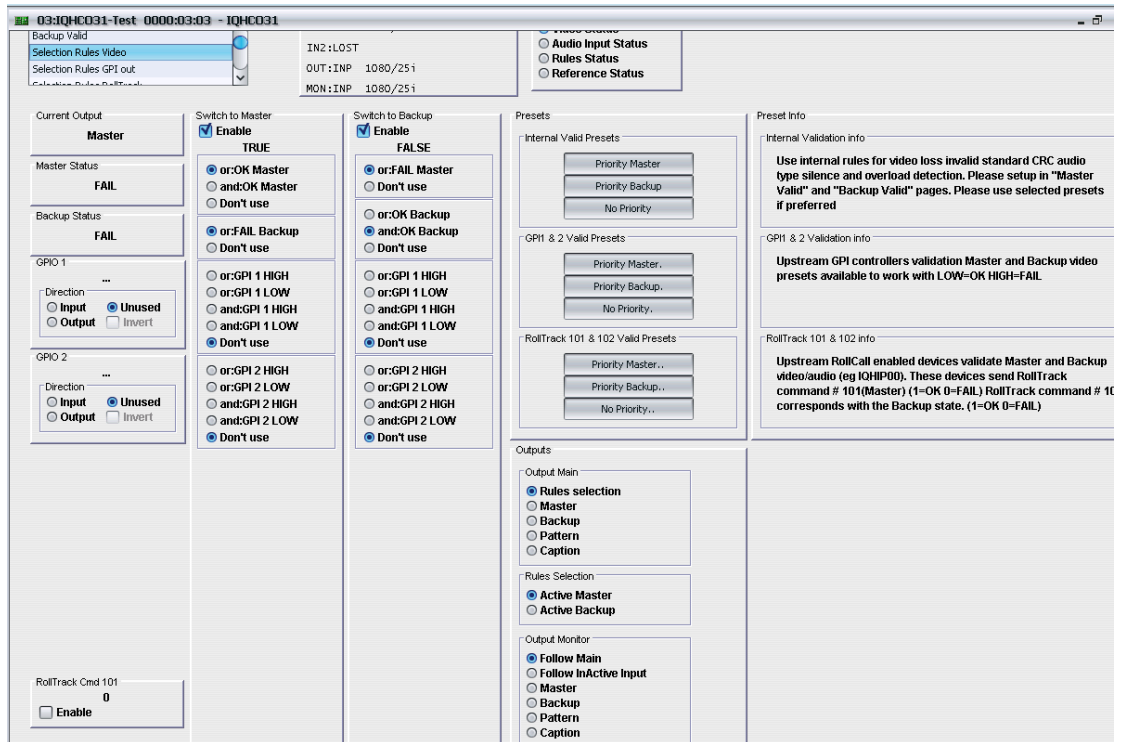 03:IQHCO31-Test 0000:03:03 - IQHCO31
Backup Valid
Selection Rules Video
Selection Rules GPI out
Selection Rules RollTrack
IN2:LOST
OUT:INP 1080/25i
MON:INP 1080/25i
Video Status
Audio Input Status
Rules Status
Reference Status
Current Output
Master
Master Status
FAIL
Backup Status
FAIL
GPIO 1
...
Direction
Input Unused
Output Invert
GPIO 2
...
Direction
Input Unused
Output Invert
RollTrack Cmd 101
0
Enable
Switch to Master
Enable
TRUE
or:OK Master
and:OK Master
Don't use
or:FAIL Backup
Don't use
or:GPI 1 HIGH
or:GPI 1 LOW
and:GPI 1 HIGH
and:GPI 1 LOW
Don't use
or:GPI 2 HIGH
or:GPI 2 LOW
and:GPI 2 HIGH
and:GPI 2 LOW
Don't use
Switch to Backup
Enable
FALSE
or:FAIL Master
Don't use
or:OK Backup
and:OK Backup
Don't use
or:GPI 1 HIGH
or:GPI 1 LOW
and:GPI 1 HIGH
and:GPI 1 LOW
Don't use
or:GPI 2 HIGH
or:GPI 2 LOW
and:GPI 2 HIGH
and:GPI 2 LOW
Don't use
Presets
Internal Valid Presets
Priority Master
Priority Backup
No Priority
GPI1 & 2 Valid Presets
Priority Master.
Priority Backup.
No Priority.
RollTrack 101 & 102 Valid Presets
Priority Master..
Priority Backup..
No Priority..
Preset Info
Internal Validation info
Use internal rules for video loss invalid standard CRC audio
type silence and overload detection. Please setup in "Master
Valid" and "Backup Valid" pages. Please use selected presets
if preferred
GPI1 & 2 Validation info
Upstream GPI controllers validation Master and Backup video
presets available to work with LOW=OK HIGH=FAIL
RollTrack 101 & 102 info
Upstream RollCall enabled devices validate Master and Backup
video/audio (eg IQHIP00). These devices send RollTrack
command # 101(Master) (1=OK 0=FAIL) RollTrack command # 10
corresponds with the Backup state. (1=OK 0=FAIL)
Outputs
Output Main
Rules selection
Master
Backup
Pattern
Caption
Rules Selection
Active Master
Active Backup
Output Monitor
Follow Main
Follow InActive Input
Master
Backup
Pattern
Caption